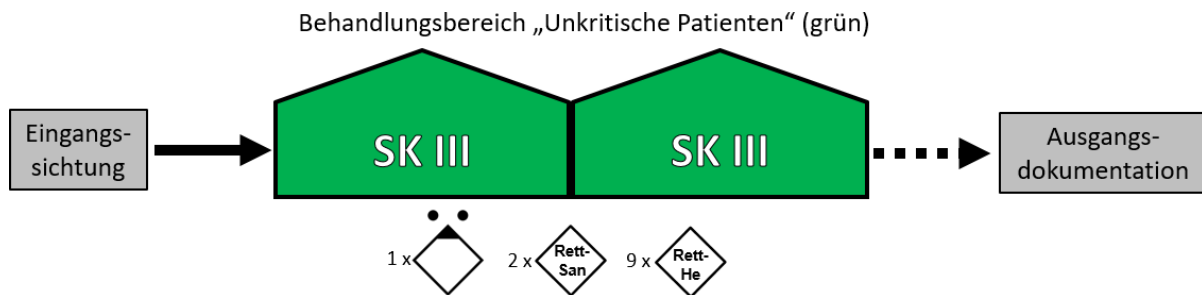 Behandlungsbereich „Unkritische Patienten“ (grün)
Eingangs-
sichtung
SK III
SK III
Ausgangs-
dokumentation
1 x
2 x
Rett-
San
9 x
Rett-
He